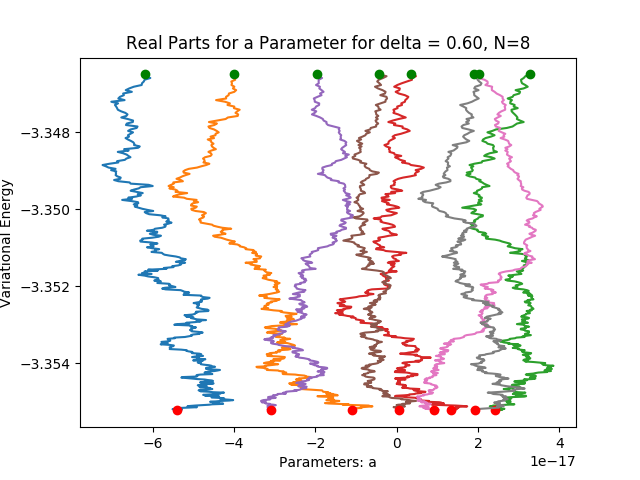 Real Parts for a Parameter for delta = 0.60, N=8
Variational Energy
−3.348
−3.350
−3.352
−3.354
−6
−4
−2
0
2
4
1e−17
Parameters: a